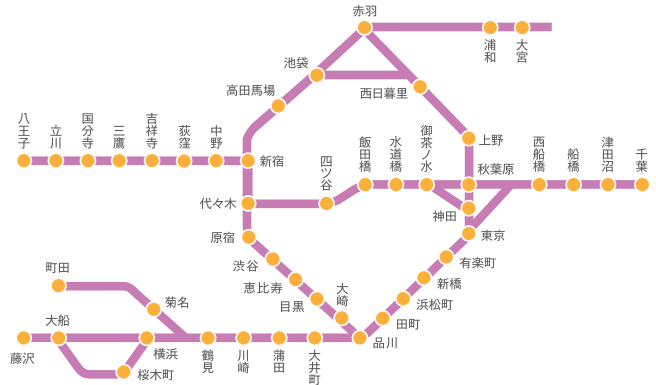 赤羽
浦和
大宮
池袋
高田馬場
西日暮里
八王子
立川
国分寺
三鷹
吉祥寺
荻窪
中野
新宿
四ツ谷
飯田橋
水道橋
御茶ノ水
上野
秋葉原
西船橋
船橋
津田沼
千葉
代々木
神田
原宿
東京
渋谷
有楽町
町田
恵比寿
新橋
目黒
大崎
浜松町
菊名
田町
大船
品川
藤沢
横浜
桜木町
鶴見
川崎
蒲田
大井町